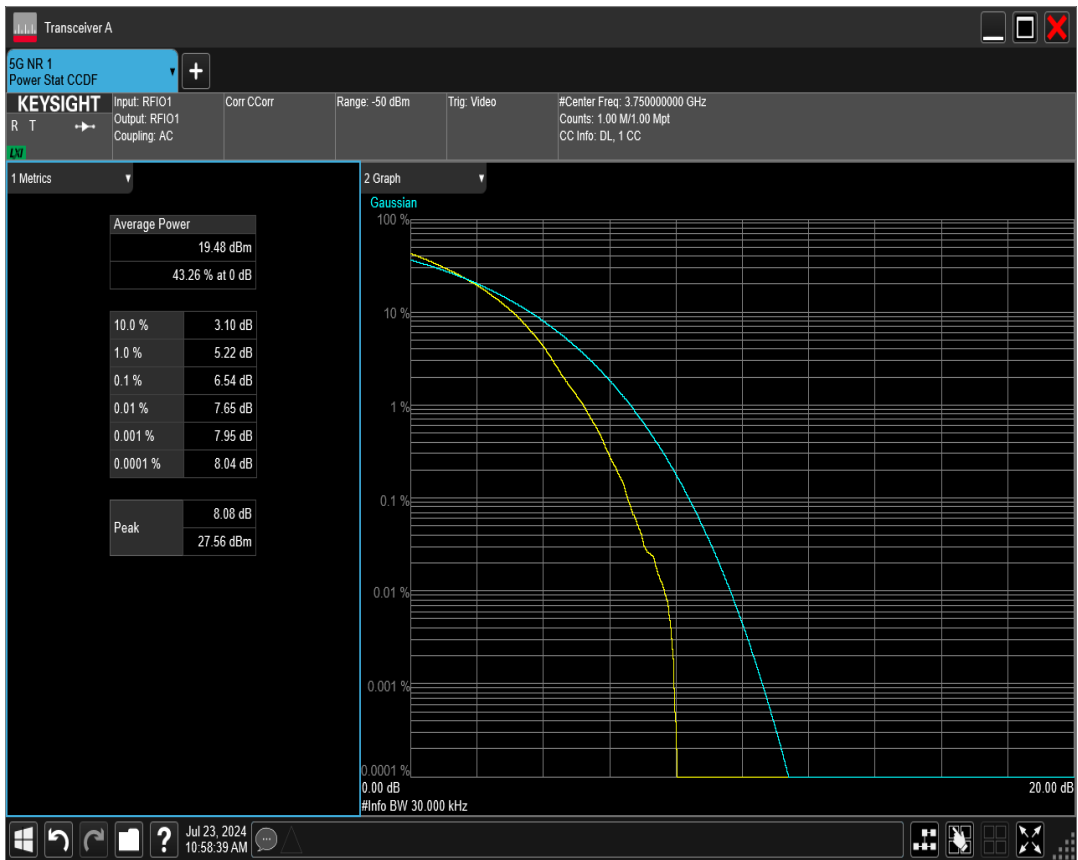 Transceiver A
5G NR 1
Power Stat CCDF
KEYSIGHT
R T
LXI
Input: RFIO1
Output: RFIO1
Coupling: AC
Corr CCorr
Range: -50 dBm
Trig: Video
#Center Freq: 3.750000000 GHz
Counts: 1.00 M/1.00 Mpt
CC Info: DL, 1 CC
1 Metrics
Average Power
19.48 dBm
43.26 % at 0 dB
10.0 % 3.10 dB
1.0 % 5.22 dB
0.1 % 6.54 dB
0.01 % 7.65 dB
0.001 % 7.95 dB
0.0001 % 8.04 dB
Peak
8.08 dB
27.56 dBm
2 Graph
Gaussian
100 %
10 %
1 %
0.1 %
0.01 %
0.001 %
0.0001 %
0.00 dB
20.00 dB
#Info BW 30.000 kHz
Jul 23, 2024
10:58:39 AM